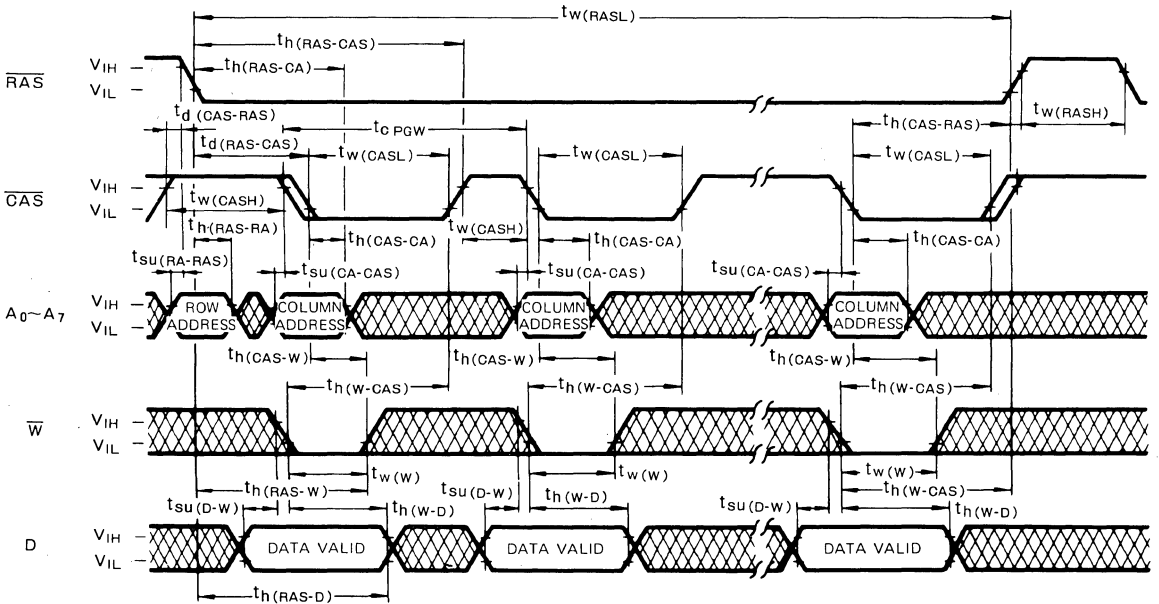 tw(RASL)
th(RAS-CAS)
th(RAS-CA)
RAS
VIH
VIL
td(CAS-RAS)
tw(RASH)
tCPGW
th(CAS-RAS)
td(RAS-CAS)
tw(CASL)
tw(CASL)
tw(CASL)
CAS
VIH
VIL
tw(CASH)
tw(CASH)
th(RAS-RA)
th(CAS-CA)
th(CAS-CA)
th(CAS-CA)
tsu(RA-RAS)
tsu(CA-CAS)
tsu(CA-CAS)
tsu(CA-CAS)
A0~A7
VIH
VIL
ROW ADDRESS
COLUMN ADDRESS
COLUMN ADDRESS
COLUMN ADDRESS
th(CAS-W)
th(CAS-W)
th(CAS-W)
th(W-CAS)
th(W-CAS)
th(W-CAS)
W
VIH
VIL
tw(W)
tw(W)
tw(W)
th(RAS-W)
th(W-CAS)
tsu(D-W)
th(W-D)
tsu(D-W)
th(W-D)
tsu(D-W)
th(W-D)
D
VIH
VIL
DATA VALID
DATA VALID
DATA VALID
th(RAS-D)